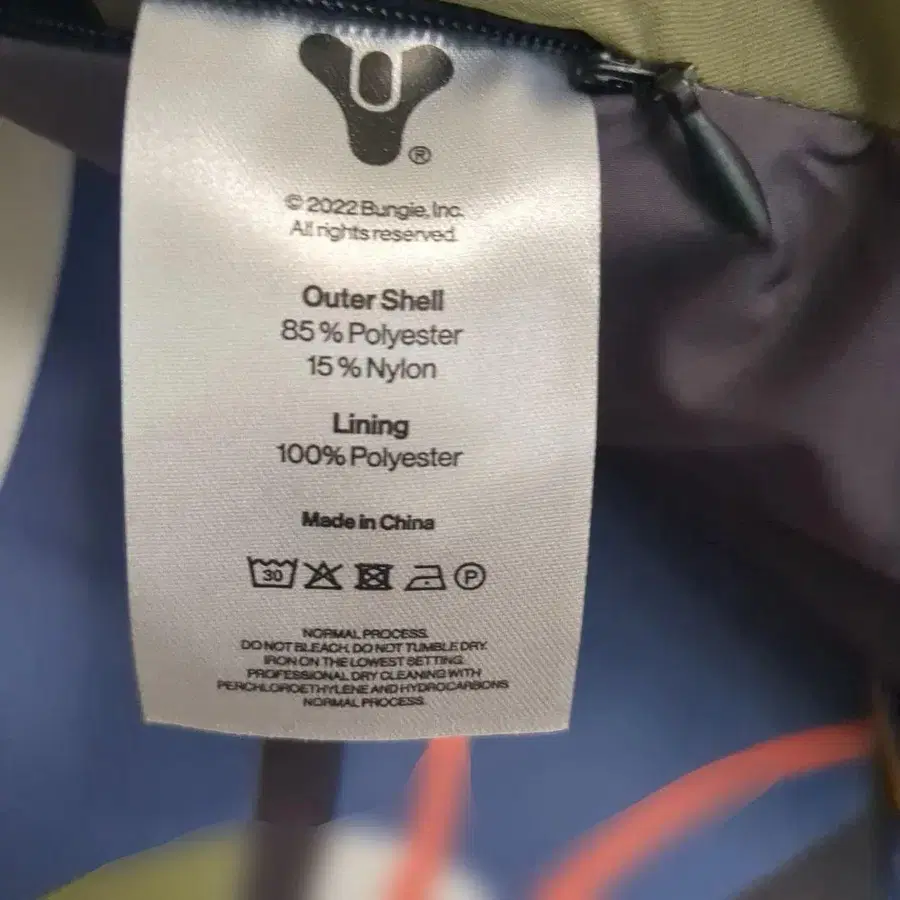 ®
© 2022 Bungie, Inc.
All rights reserved.
Outer Shell
85 % Polyester
15 % Nylon
Lining
100% Polyester
Made in China
30 P
NORMAL PROCESS.
DO NOT BLEACH. DO NOT TUMBLE DRY.
IRON ON THE LOWEST SETTING.
PROFESSIONAL DRY CLEANING WITH
PERCHLOROETHYLENE AND HYDROCARBONS
NORMAL PROCESS.